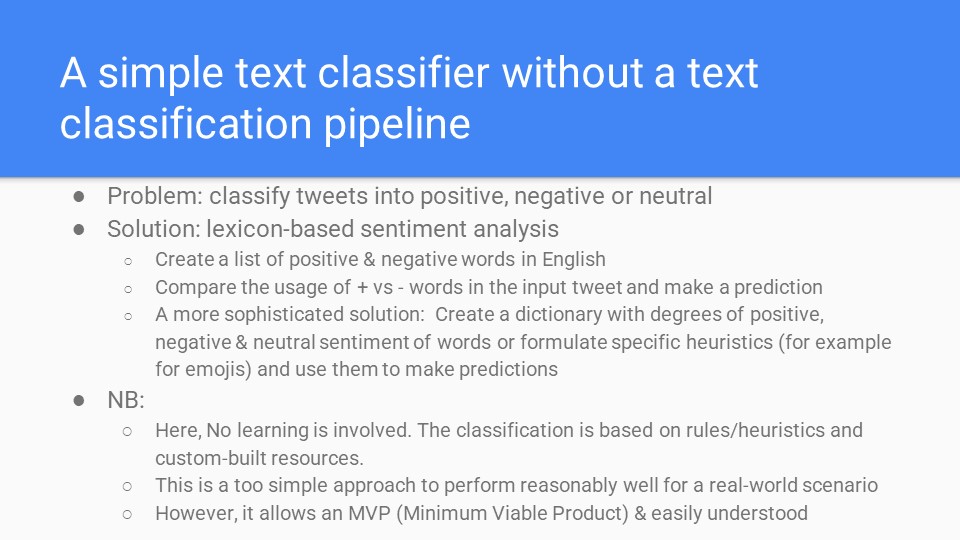 A simple text classifier without a text
classification pipeline
● Problem: classify tweets into positive, negative or neutral
● Solution: lexicon-based sentiment analysis
○ Create a list of positive & negative words in English
○ Compare the usage of + vs - words in the input tweet and make a prediction
○ A more sophisticated solution: Create a dictionary with degrees of positive,
negative & neutral sentiment of words or formulate specific heuristics (for example
for emojis) and use them to make predictions
● NB:
○ Here, No learning is involved. The classification is based on rules/heuristics and
custom-built resources.
○ This is a too simple approach to perform reasonably well for a real-world scenario
○ However, it allows an MVP (Minimum Viable Product) & easily understood